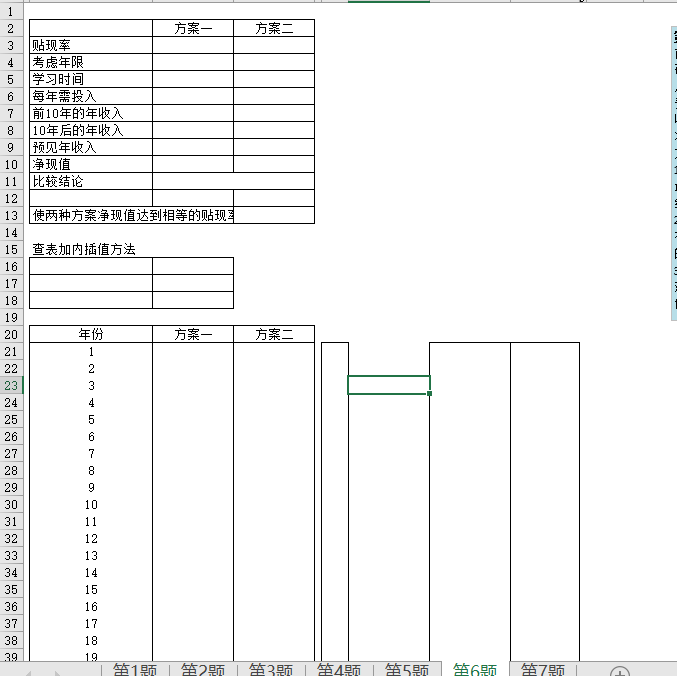 1
2 方案一 方案二
3 贴现率
4 考虑年限
5 学习时间
6 每年需投入
7 前10年的年收入
8 10年后的年收入
9 预见年收入
10 净现值
11 比较结论
12
13 使两种方案净现值达到相等的贴现
14
15 查表加内插值方法
16
17
18
19
20 年份 方案一 方案二
21 1
22 2
23 3
24 4
25 5
26 6
27 7
28 8
29 9
30 10
31 11
32 12
33 13
34 14
35 15
36 16
37 17
38 18
39 19
第1题 第2题 第3题 第4题 第5题 第6题 第7题